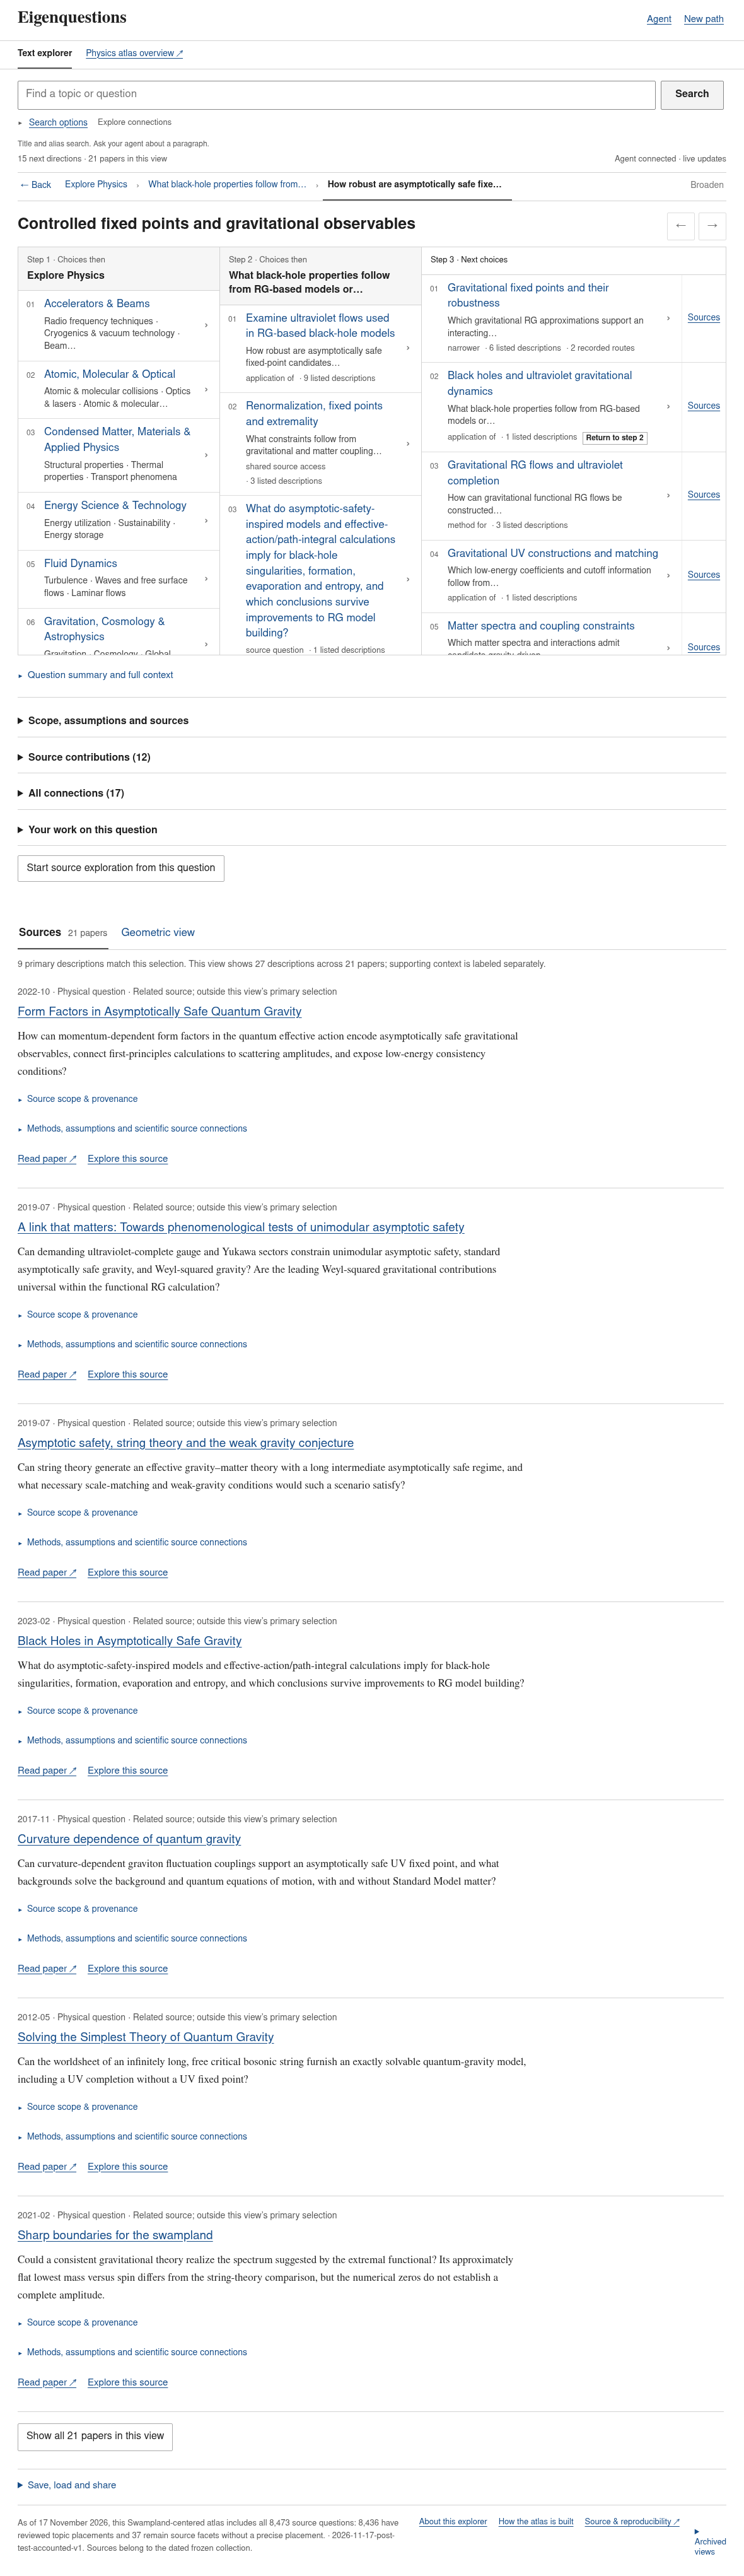 Eigenquestions
Agent New path
Text explorer Physics atlas overview ↗
Find a topic or question Search
▸ Search options Explore connections
Title and alias search. Ask your agent about a paragraph.
15 next directions · 21 papers in this view Agent connected · live updates
← Back Explore Physics › What black-hole properties follow from… › How robust are asymptotically safe fixe… Broaden
Controlled fixed points and gravitational observables
← →
Step 1 · Choices then
Explore Physics
01 Accelerators & Beams
Radio frequency techniques ·
Cryogenics & vacuum technology ·
Beam…
›
02 Atomic, Molecular & Optical
Atomic & molecular collisions · Optics
& lasers · Atomic & molecular…
›
03 Condensed Matter, Materials &
Applied Physics
Structural properties · Thermal
properties · Transport phenomena
›
04 Energy Science & Technology
Energy utilization · Sustainability ·
Energy storage
›
05 Fluid Dynamics
Turbulence · Waves and free surface
flows · Laminar flows
›
06 Gravitation, Cosmology &
Astrophysics
Gravitation · Cosmology · Global
›
Step 2 · Choices then
What black-hole properties follow
from RG-based models or…
01 Examine ultraviolet flows used
in RG-based black-hole models
How robust are asymptotically safe
fixed-point candidates…
application of · 9 listed descriptions
›
02 Renormalization, fixed points
and extremality
What constraints follow from
gravitational and matter coupling…
shared source access
· 3 listed descriptions
›
03 What do asymptotic-safety-
inspired models and effective-
action/path-integral calculations
imply for black-hole
singularities, formation,
evaporation and entropy, and
which conclusions survive
improvements to RG model
building?
source question · 1 listed descriptions
›
Step 3 · Next choices
01 Gravitational fixed points and their
robustness
Which gravitational RG approximations support an
interacting…
narrower · 6 listed descriptions · 2 recorded routes
› Sources
02 Black holes and ultraviolet gravitational
dynamics
What black-hole properties follow from RG-based
models or…
application of · 1 listed descriptions Return to step 2
› Sources
03 Gravitational RG flows and ultraviolet
completion
How can gravitational functional RG flows be
constructed…
method for · 3 listed descriptions
› Sources
04 Gravitational UV constructions and matching
Which low-energy coefficients and cutoff information
follow from…
application of · 1 listed descriptions
› Sources
05 Matter spectra and coupling constraints
Which matter spectra and interactions admit
candidate gravity-driven…
› Sources
▸ Question summary and full context
▶ Scope, assumptions and sources
▶ Source contributions (12)
▶ All connections (17)
▶ Your work on this question
Start source exploration from this question
Sources 21 papers Geometric view
9 primary descriptions match this selection. This view shows 27 descriptions across 21 papers; supporting context is labeled separately.
2022-10 · Physical question · Related source; outside this view's primary selection
Form Factors in Asymptotically Safe Quantum Gravity
How can momentum-dependent form factors in the quantum effective action encode asymptotically safe gravitational
observables, connect first-principles calculations to scattering amplitudes, and expose low-energy consistency
conditions?
▸ Source scope & provenance
▸ Methods, assumptions and scientific source connections
Read paper ↗ Explore this source
2019-07 · Physical question · Related source; outside this view's primary selection
A link that matters: Towards phenomenological tests of unimodular asymptotic safety
Can demanding ultraviolet-complete gauge and Yukawa sectors constrain unimodular asymptotic safety, standard
asymptotically safe gravity, and Weyl-squared gravity? Are the leading Weyl-squared gravitational contributions
universal within the functional RG calculation?
▸ Source scope & provenance
▸ Methods, assumptions and scientific source connections
Read paper ↗ Explore this source
2019-07 · Physical question · Related source; outside this view's primary selection
Asymptotic safety, string theory and the weak gravity conjecture
Can string theory generate an effective gravity–matter theory with a long intermediate asymptotically safe regime, and
what necessary scale-matching and weak-gravity conditions would such a scenario satisfy?
▸ Source scope & provenance
▸ Methods, assumptions and scientific source connections
Read paper ↗ Explore this source
2023-02 · Physical question · Related source; outside this view's primary selection
Black Holes in Asymptotically Safe Gravity
What do asymptotic-safety-inspired models and effective-action/path-integral calculations imply for black-hole
singularities, formation, evaporation and entropy, and which conclusions survive improvements to RG model building?
▸ Source scope & provenance
▸ Methods, assumptions and scientific source connections
Read paper ↗ Explore this source
2017-11 · Physical question · Related source; outside this view's primary selection
Curvature dependence of quantum gravity
Can curvature-dependent graviton fluctuation couplings support an asymptotically safe UV fixed point, and what
backgrounds solve the background and quantum equations of motion, with and without Standard Model matter?
▸ Source scope & provenance
▸ Methods, assumptions and scientific source connections
Read paper ↗ Explore this source
2012-05 · Physical question · Related source; outside this view's primary selection
Solving the Simplest Theory of Quantum Gravity
Can the worldsheet of an infinitely long, free critical bosonic string furnish an exactly solvable quantum-gravity model,
including a UV completion without a UV fixed point?
▸ Source scope & provenance
▸ Methods, assumptions and scientific source connections
Read paper ↗ Explore this source
2021-02 · Physical question · Related source; outside this view's primary selection
Sharp boundaries for the swampland
Could a consistent gravitational theory realize the spectrum suggested by the extremal functional? Its approximately
flat lowest mass versus spin differs from the string-theory comparison, but the numerical zeros do not establish a
complete amplitude.
▸ Source scope & provenance
▸ Methods, assumptions and scientific source connections
Read paper ↗ Explore this source
Show all 21 papers in this view
▶ Save, load and share
As of 17 November 2026, this Swampland-centered atlas includes all 8,473 source questions: 8,436 have
reviewed topic placements and 37 remain source facets without a precise placement. · 2026-11-17-post-
test-accounted-v1. Sources belong to the dated frozen collection.
About this explorer How the atlas is built Source & reproducibility ↗
▶
Archived
views